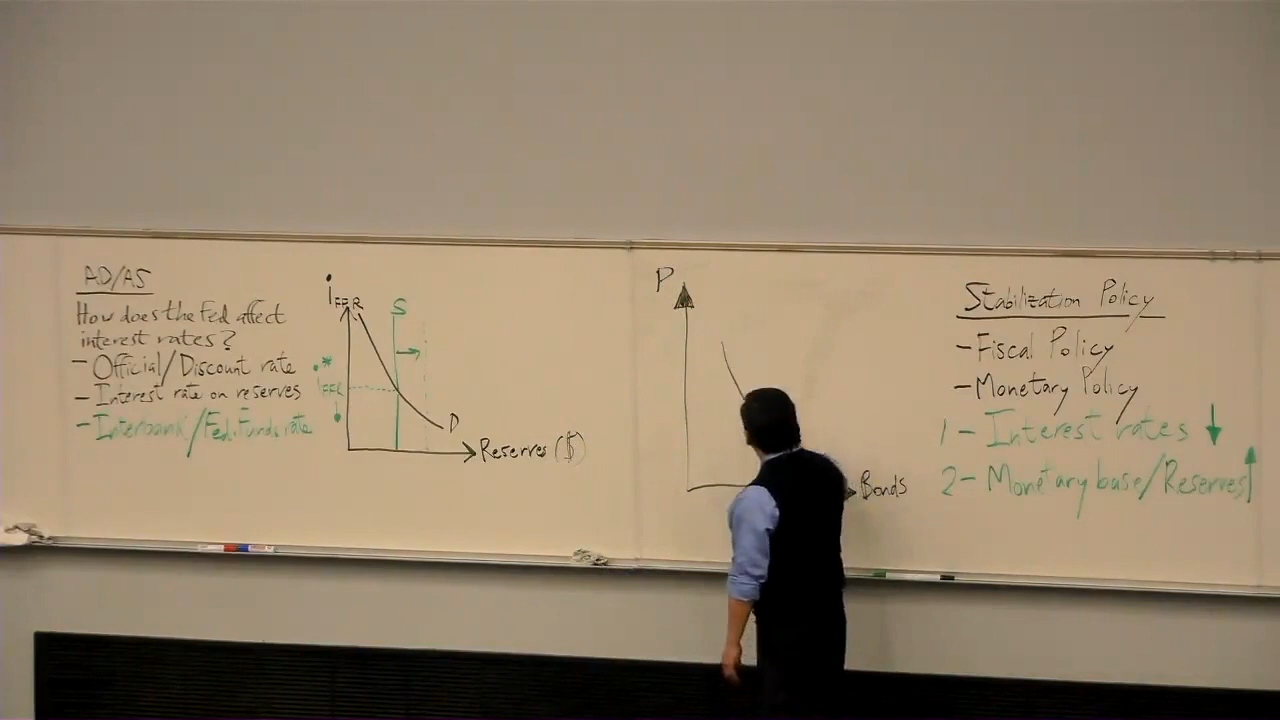 AD/AS
How does the Fed affect
interest rates?
- Official/Discount rate
- Interest rate on reserves
- Interbank/Fed. Funds rate
iFFR
S
i*FFR
D
Reserves ($)
P
Bonds
Stabilization Policy
- Fiscal Policy
- Monetary Policy
1 - Interest rates ↓
2 - Monetary base/Reserves ↑